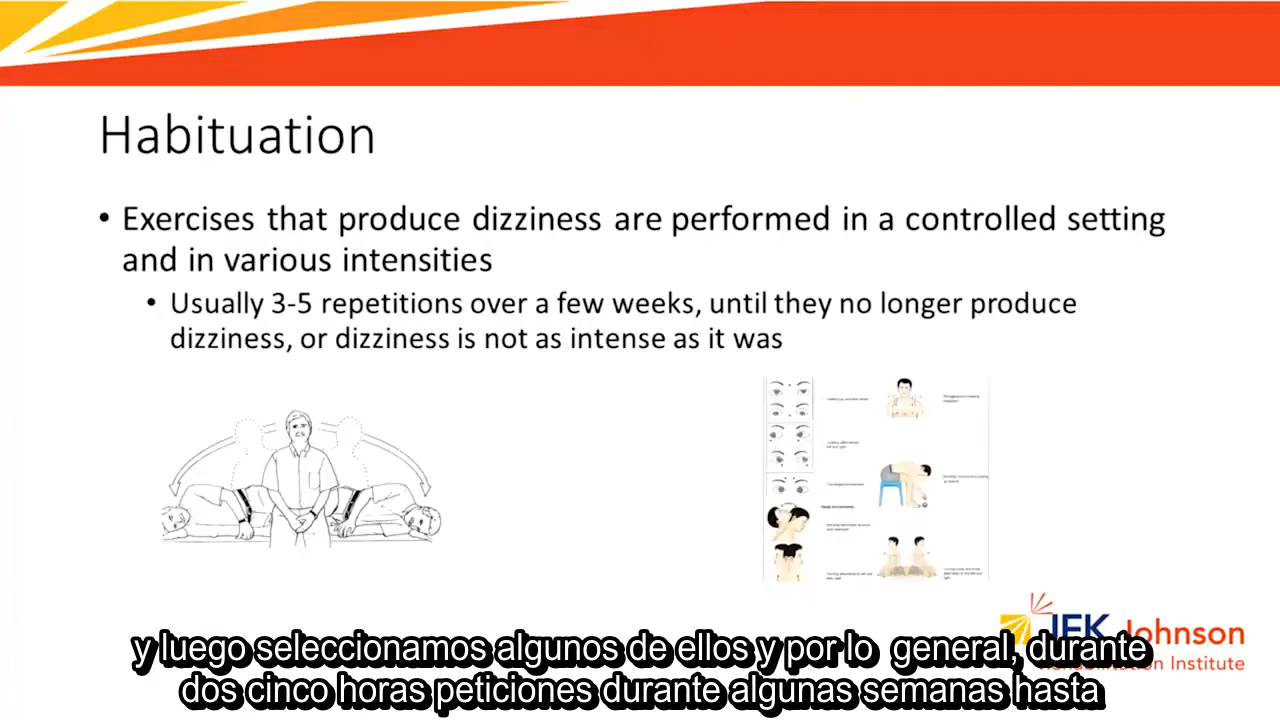 Habituation
• Exercises that produce dizziness are performed in a controlled setting
and in various intensities
• Usually 3-5 repetitions over a few weeks, until they no longer produce
dizziness, or dizziness is not as intense as it was
JFK Johnson
Rehabilitation Institute
y luego seleccionamos algunos de ellos y por lo general, durante
dos cinco horas peticiones durante algunas semanas hasta